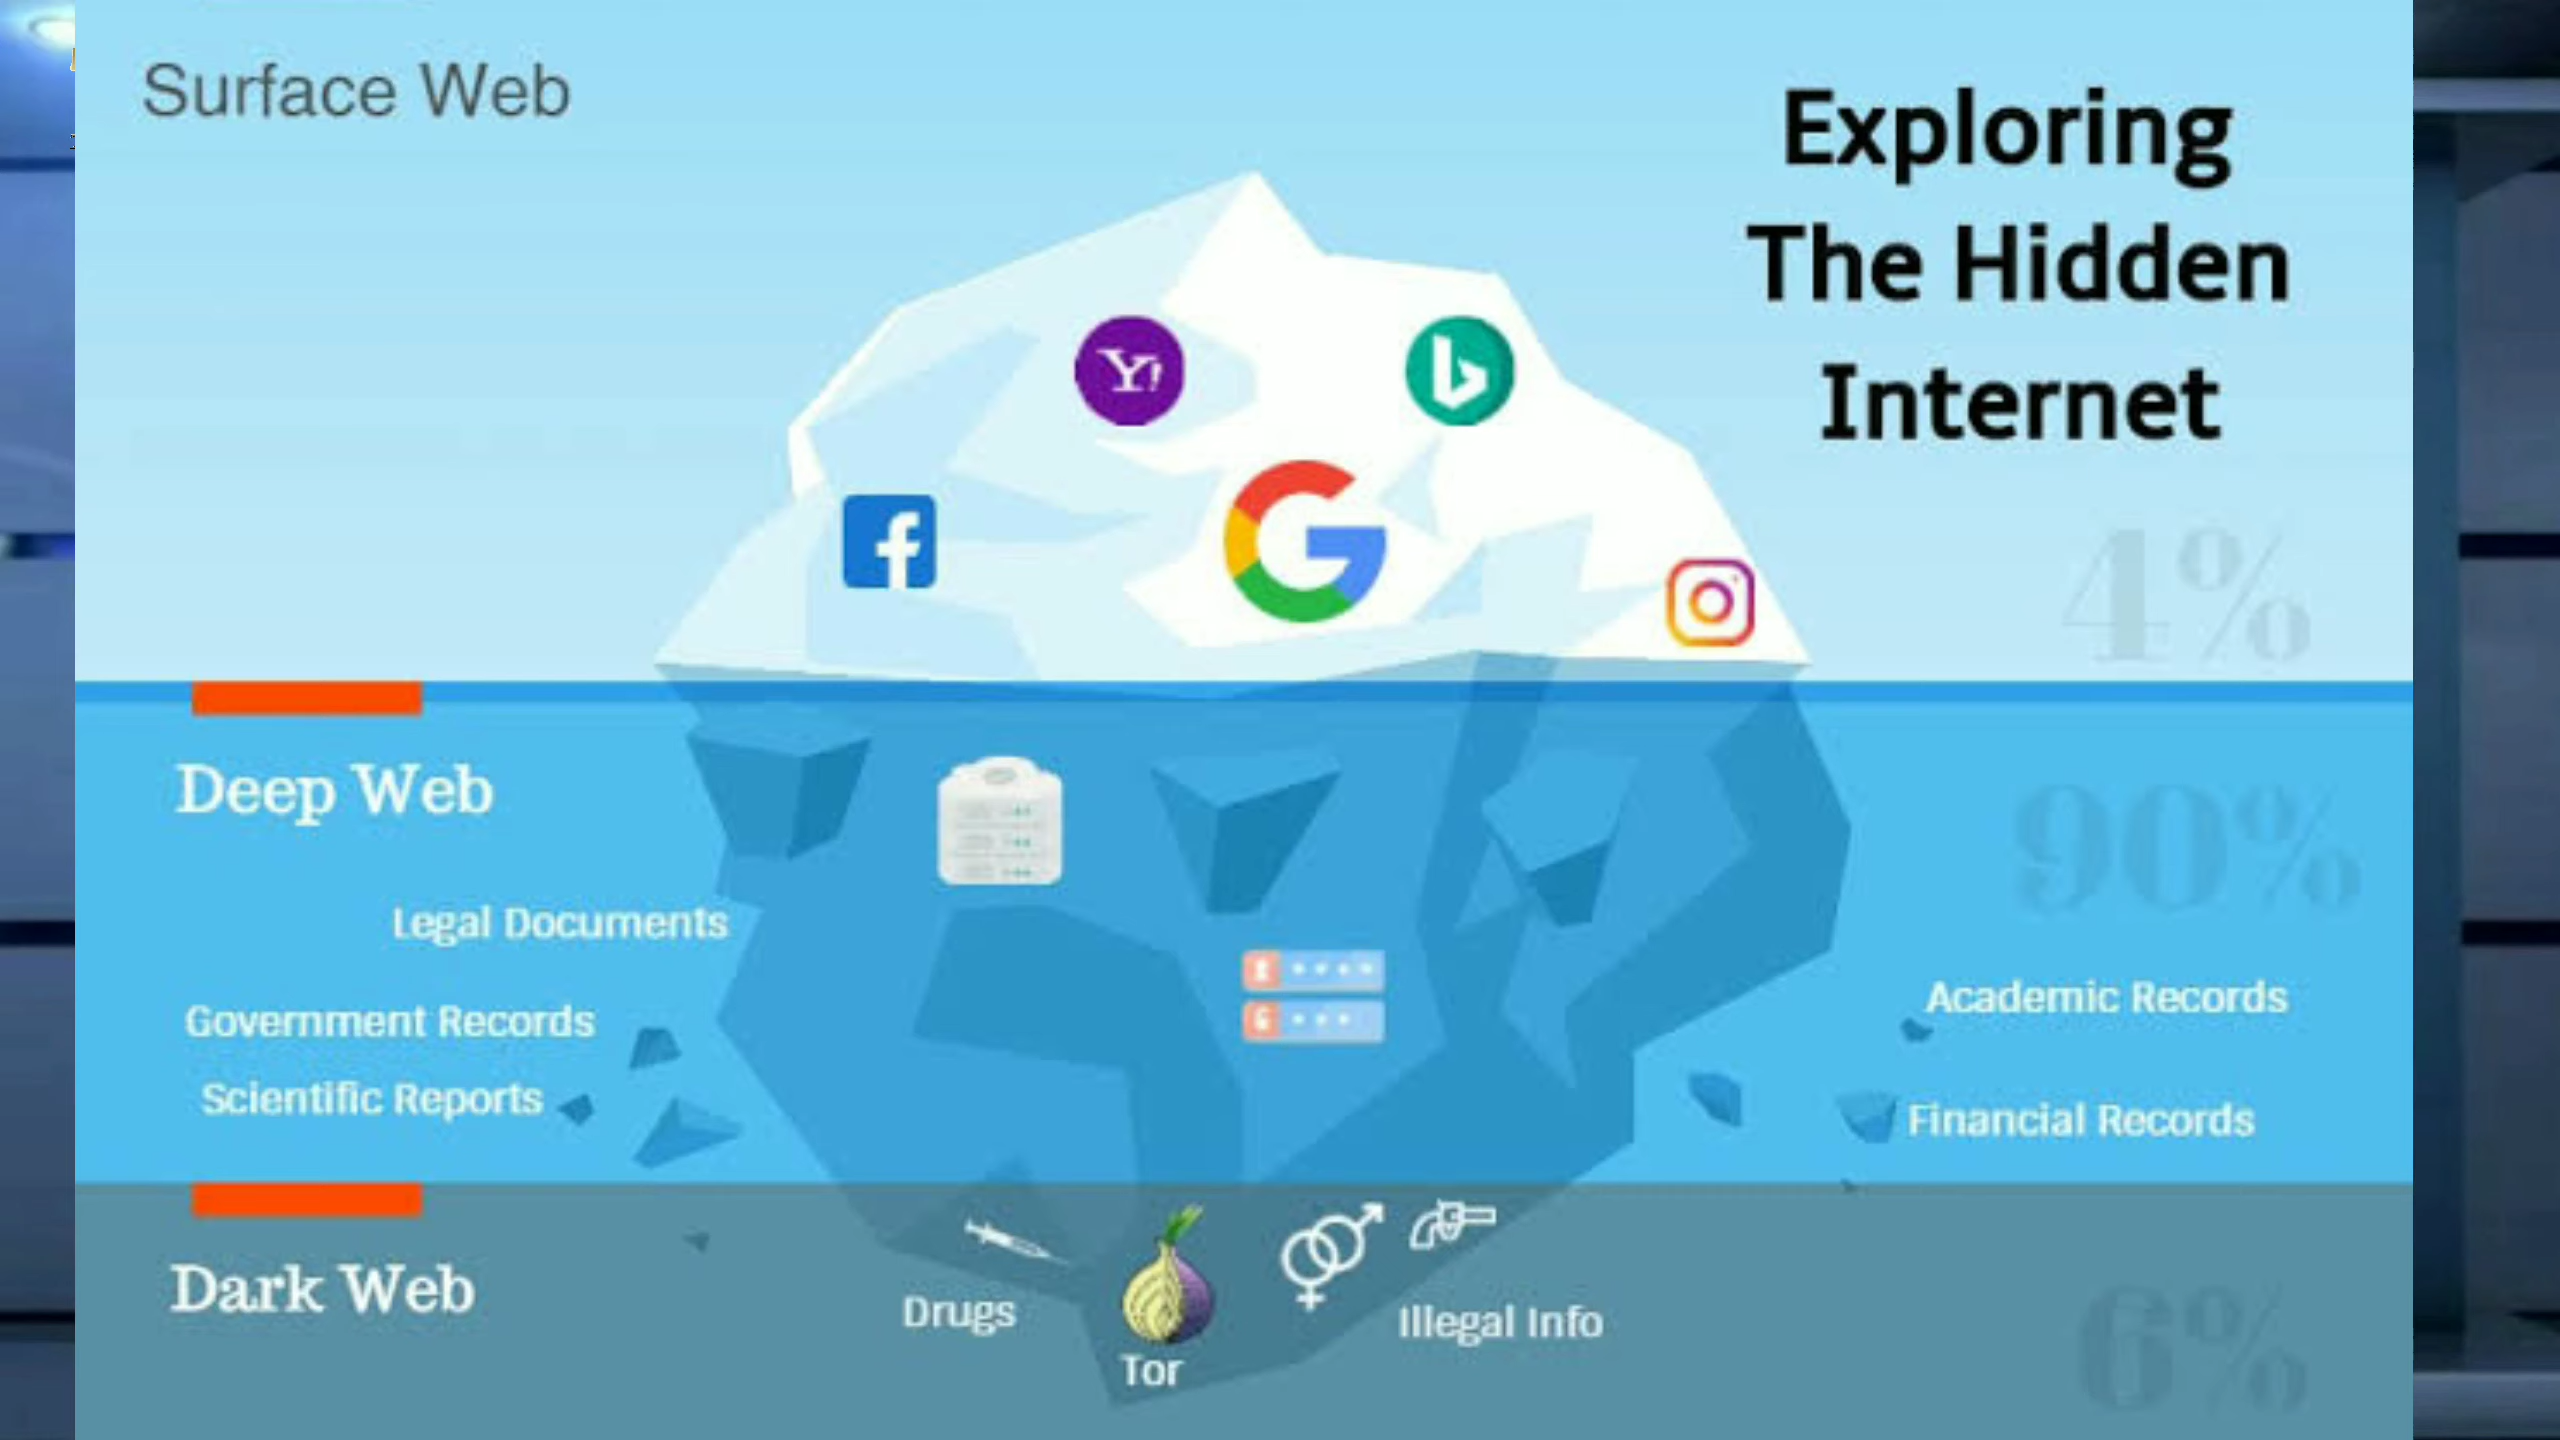 Surface Web
Exploring
The Hidden
Internet
4%
Deep Web
90%
Legal Documents
Government Records
Scientific Reports
Academic Records
Financial Records
Dark Web
Drugs
Tor
Illegal Info
6%